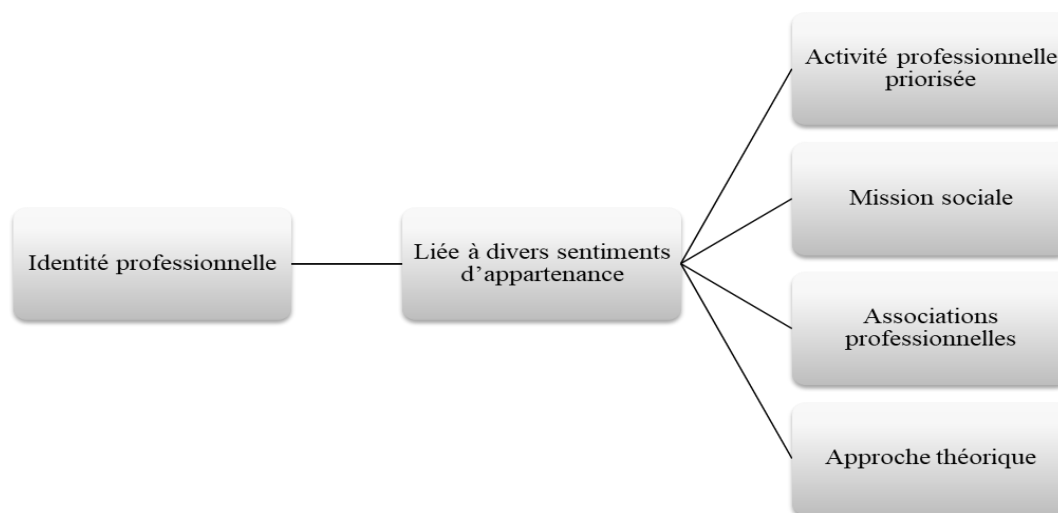 Identité professionnelle
Liée à divers sentiments
d’appartenance
Activité professionnelle
priorisée
Mission sociale
Associations
professionnelles
Approche théorique